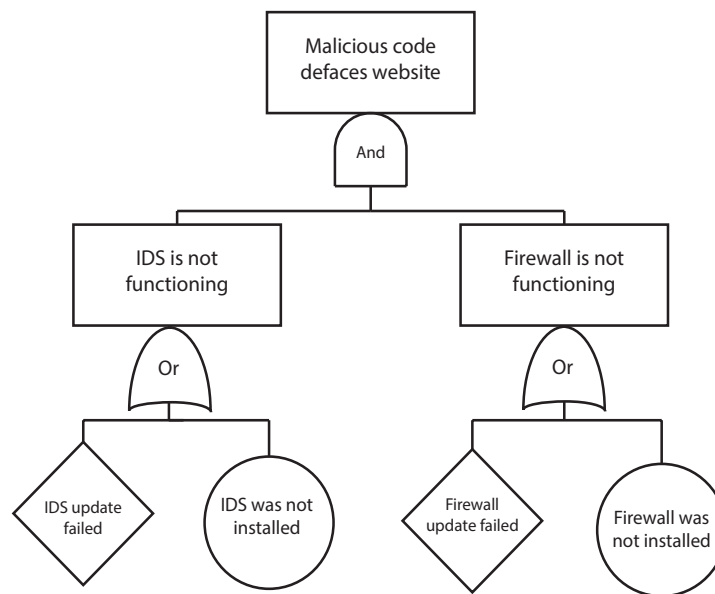 Malicious code
defaces website
And
IDS is not
functioning
Firewall is not
functioning
Or
Or
IDS update
failed
IDS was not
installed
Firewall
update failed
Firewall was
not installed